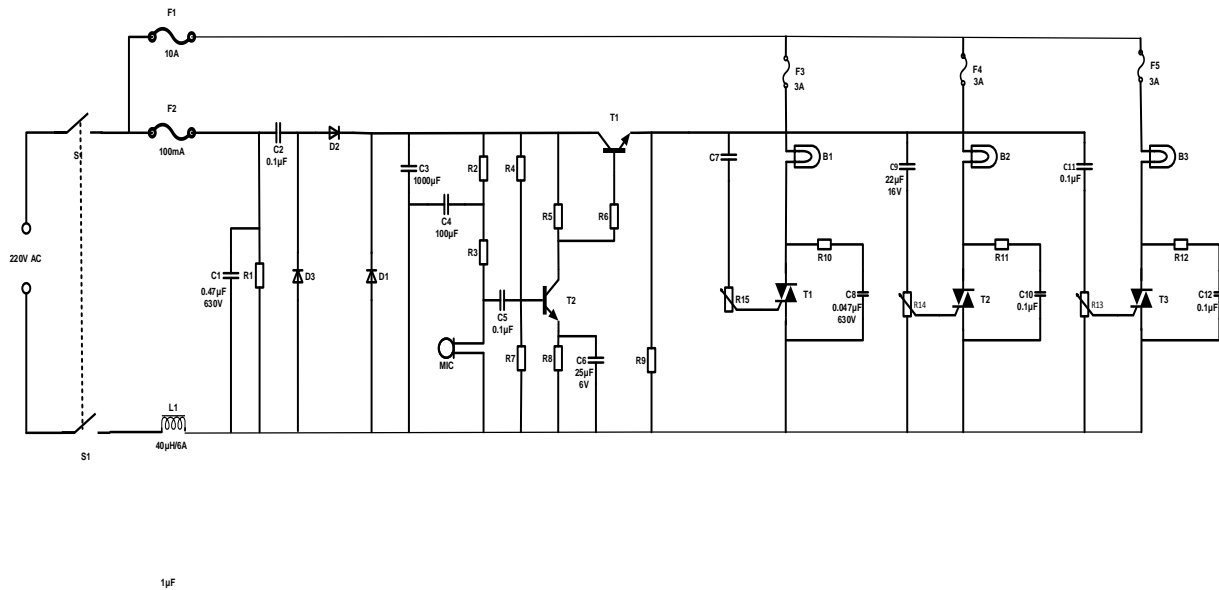 F1
10A
F2
100mA
S1
220V AC
S1
L1
40µH/6A
C1
0.47µF
630V
R1
C2
0.1µF
D2
D3
D1
C3
1000µF
C4
100µF
R2
R3
R4
R5
R6
T1
C5
0.1µF
T2
MIC
R7
R8
C6
25µF
6V
R9
C7
R15
F3
3A
B1
R10
T1
C8
0.047µF
630V
F4
3A
C9
22µF
16V
B2
R11
R14
T2
C10
0.1µF
F5
3A
C11
0.1µF
B3
R12
R13
T3
C12
0.1µF
1µF